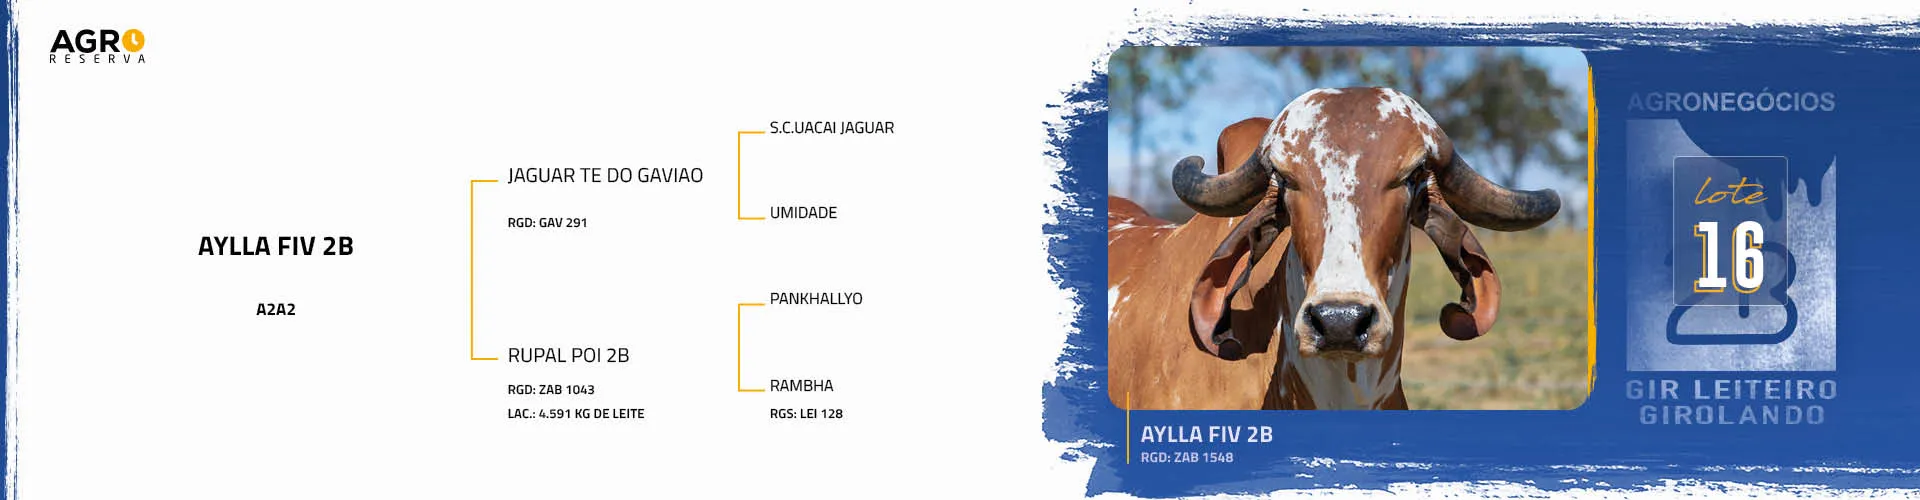 AGRO
RESERVA
AYLLA FIV 2B
A2A2
JAGUAR TE DO GAVIAO
RGD: GAV 291
RUPAL POI 2B
RGD: ZAB 1043
LAC.: 4.591 KG DE LEITE
S.C.UACAI JAGUAR
UMIDADE
PANKHALLYO
RAMBHA
RGS: LEI 128
AYLLA FIV 2B
RGD: ZAB 1548
AGRONEGÓCIOS
lote
16
2B
GIR LEITEIRO
GIROLANDO